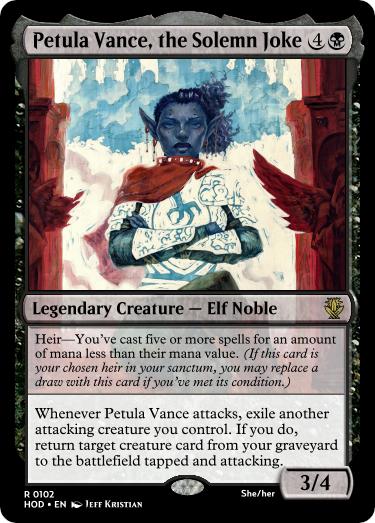 Petula Vance, the Solemn Joke 4
Legendary Creature — Elf Noble
Heir—You've cast five or more spells for an amount
of mana less than their mana value. (If this card is
your chosen heir in your sanctum, you may replace a
draw with this card if you've met its condition.)
Whenever Petula Vance attacks, exile another
attacking creature you control. If you do,
return target creature card from your graveyard
to the battlefield tapped and attacking.
R 0102
HOD • EN Jeff Kristian
She/her
3/4